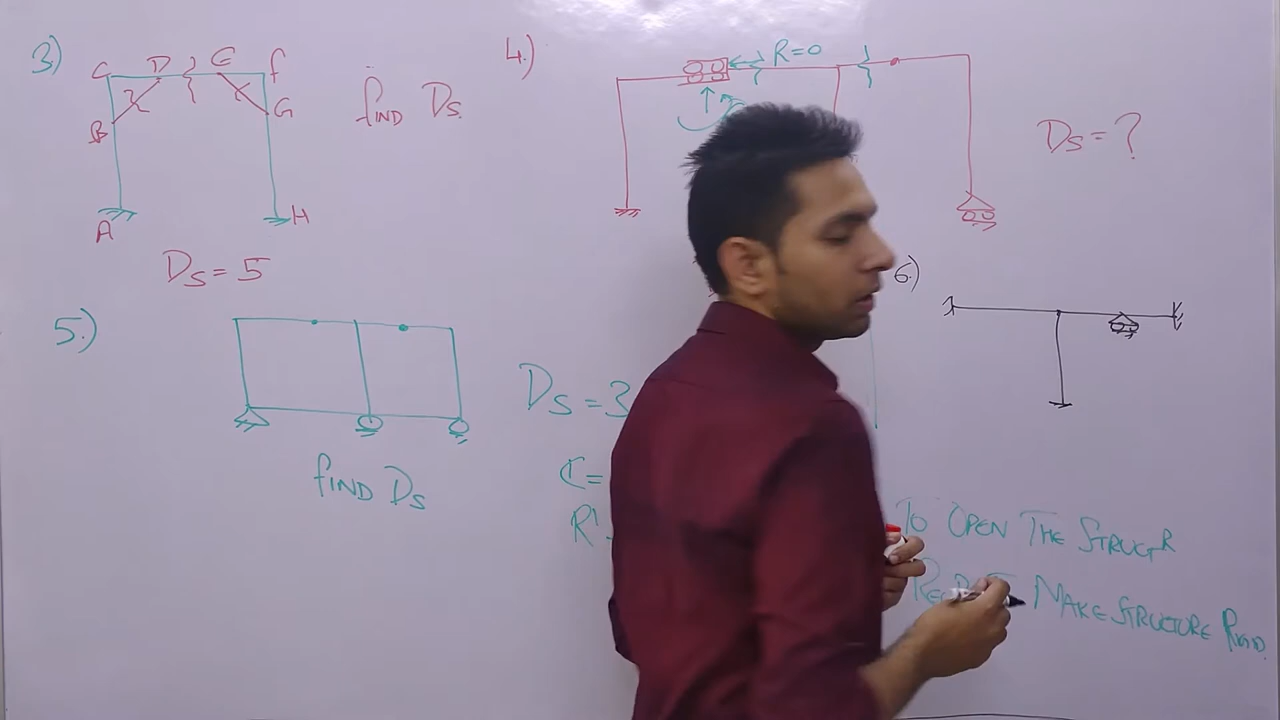 3.)
C D E F
B G
A H
FIND Ds.
Ds = 5
4.)
R=0
Ds = ?
5.)
FIND Ds
Ds = 3
C =
R' =
6.)
TO OPEN THE STRUCTR
MAKE STRUCTURE RIGID.